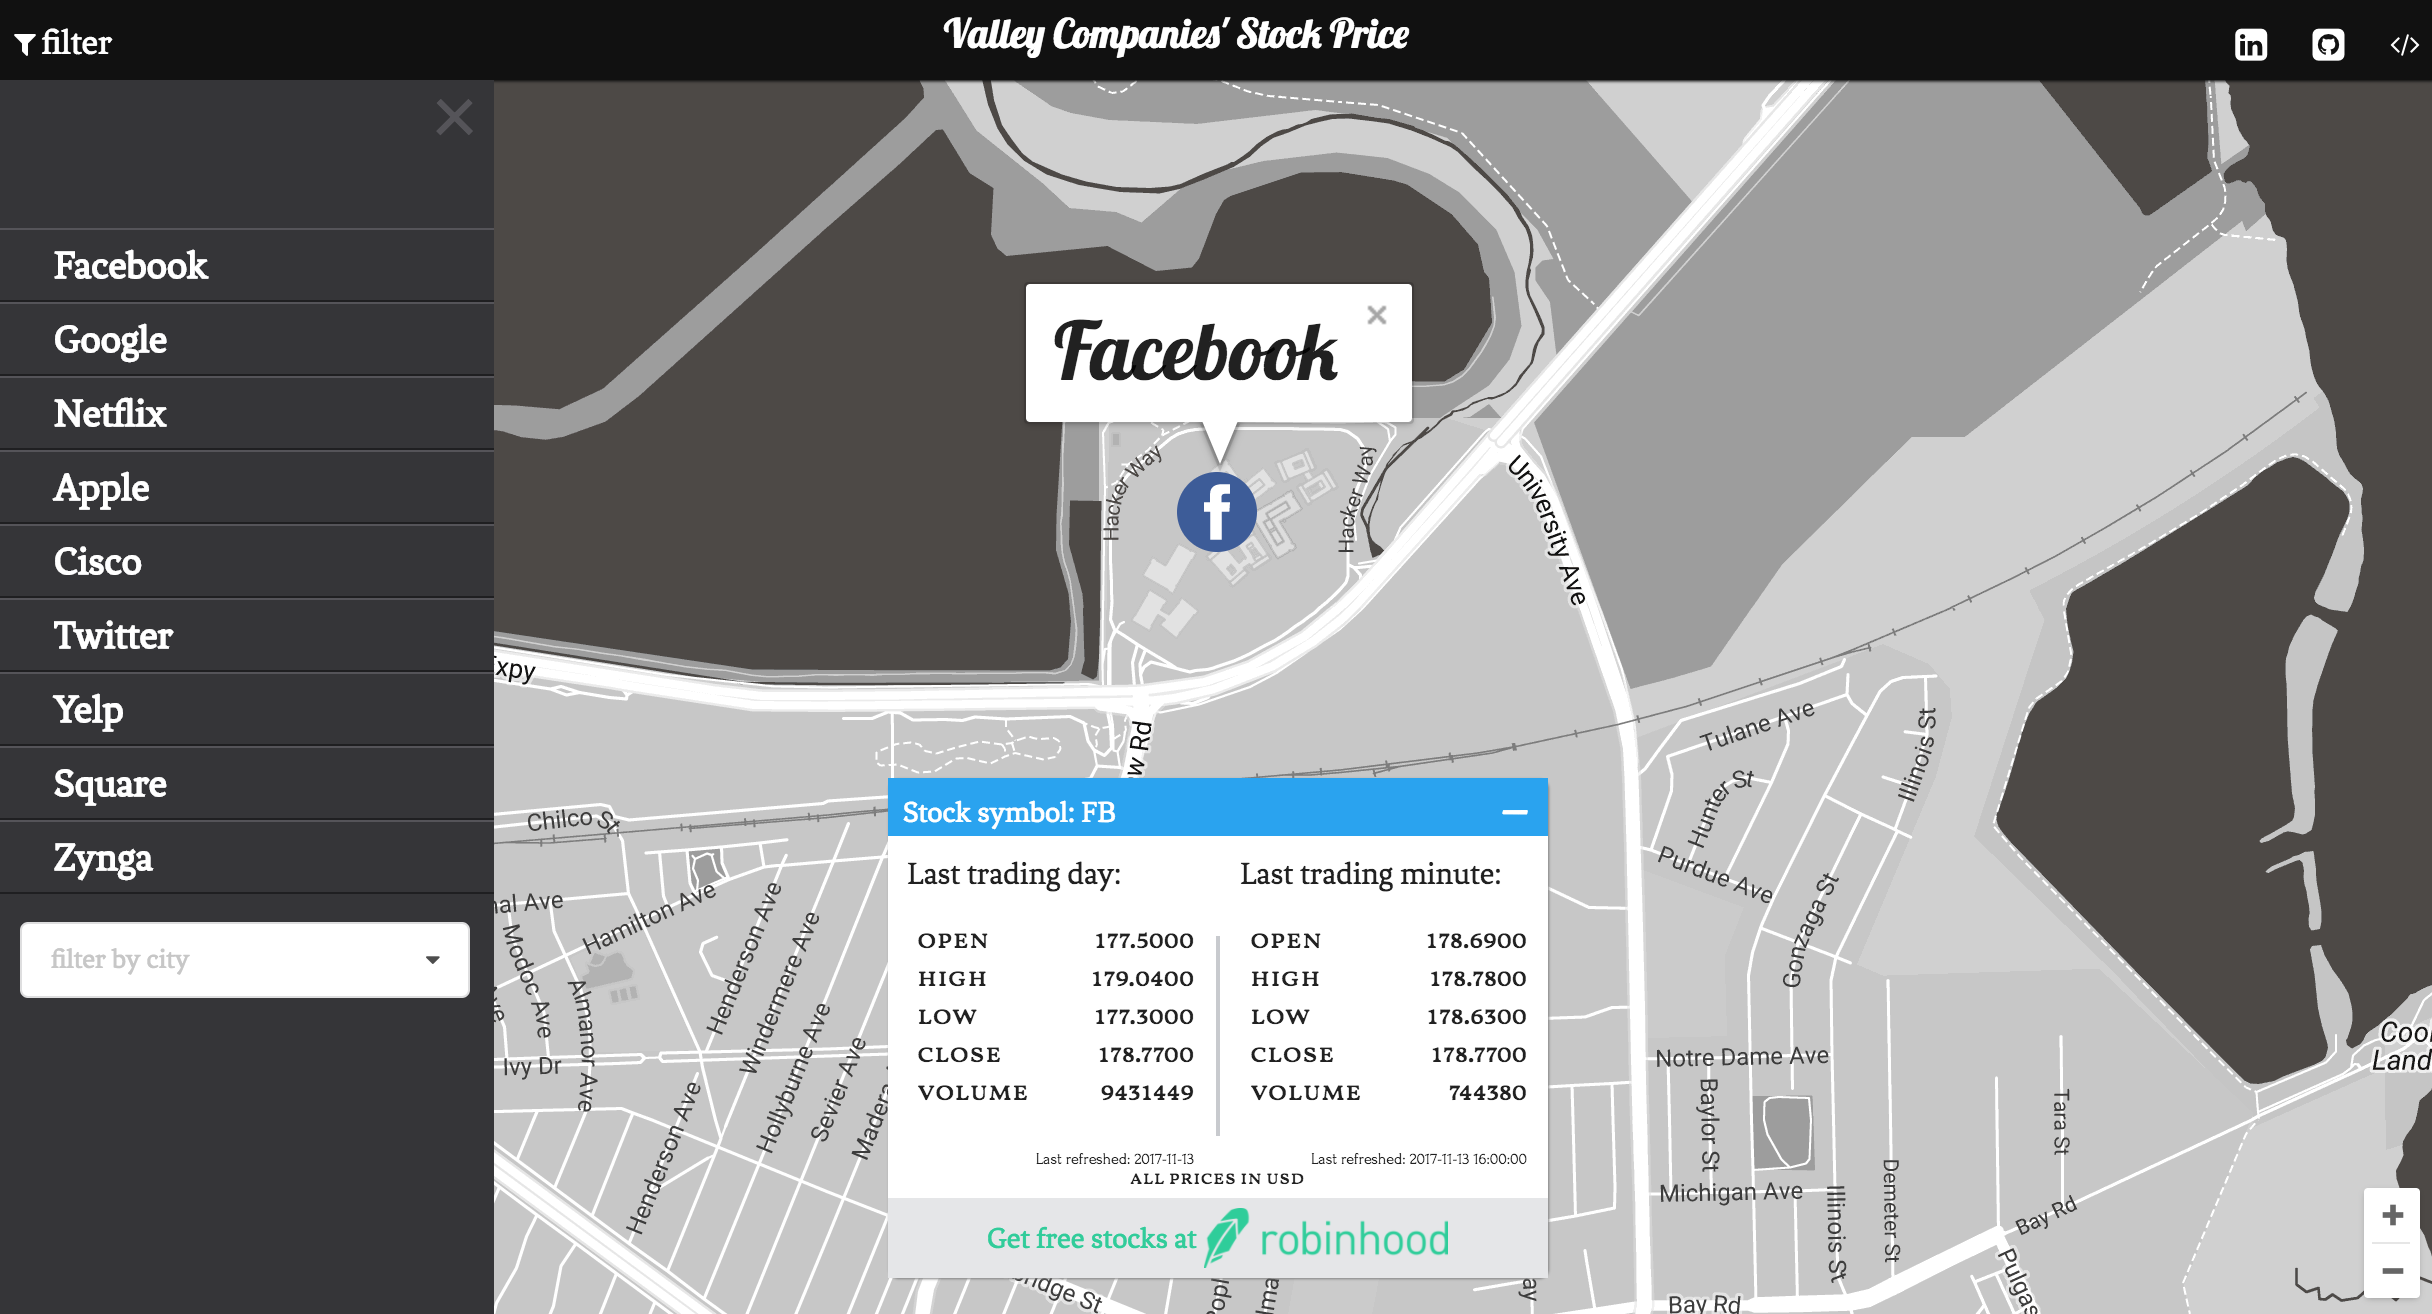 filter
Valley Companies' Stock Price
in
</>
Facebook
Google
Netflix
Apple
Cisco
Twitter
Yelp
Square
Zynga
filter by city
Facebook
f
Hacker Way
Hacker Way
University Ave
Expy
w Rd
Tulane Ave
Illinois St
Hunter St
Purdue Ave
Gonzaga St
Chilco St
Hamilton Ave
Modoc Ave
Almanor Ave
Henderson Ave
Windermere Ave
Hollyburne Ave
Sevier Ave
Madera
Ivy Dr
Henderson Ave
Stock symbol: FB
Last trading day:
OPEN 177.5000
HIGH 179.0400
LOW 177.3000
CLOSE 178.7700
VOLUME 9431449
Last refreshed: 2017-11-13
Last trading minute:
OPEN 178.6900
HIGH 178.7800
LOW 178.6300
CLOSE 178.7700
VOLUME 744380
Last refreshed: 2017-11-13 16:00:00
ALL PRICES IN USD
Get free stocks at robinhood
Notre Dame Ave
Baylor St
Michigan Ave
Illinois St
Demeter St
Tara St
Bay Rd
Bay Rd
Pulgas
Land